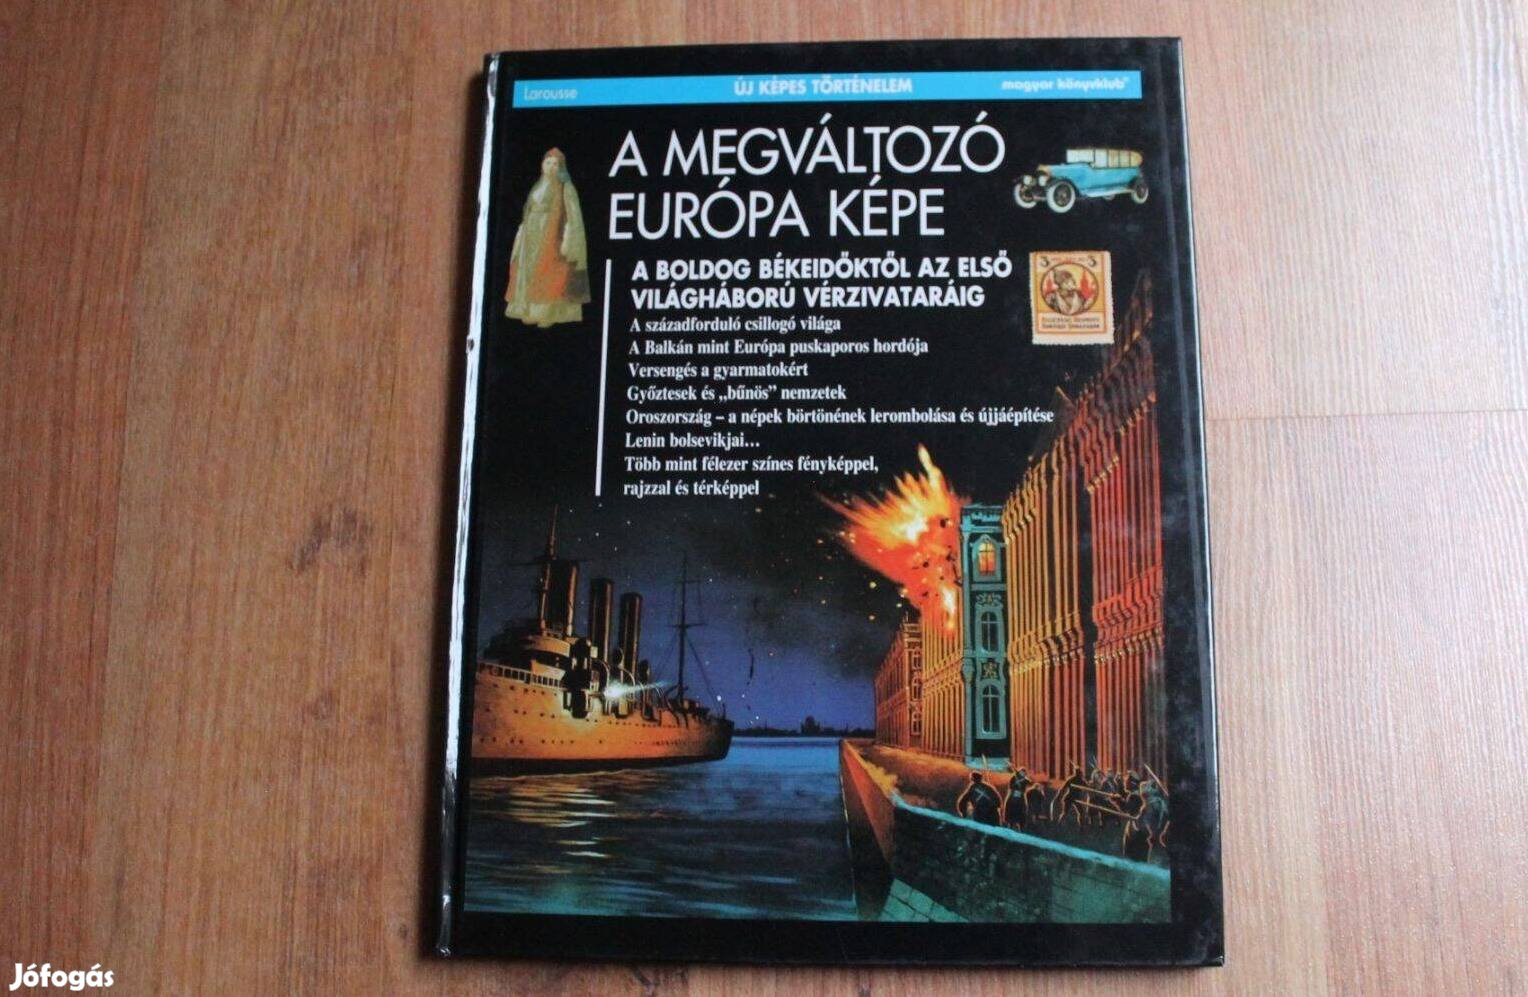 Larousse
ÚJ KÉPES TÖRTÉNELEM
magyar könyvklub
A MEGVÁLTOZÓ
EURÓPA KÉPE
A BOLDOG BÉKEIDŐKTŐL AZ ELSŐ
VILÁGHÁBORÚ VÉRZIVATARÁIG
A századforduló csillogó világa
A Balkán mint Európa puskaporos hordója
Versengés a gyarmatokért
Győztesek és „bűnös” nemzetek
Oroszország – a népek börtönének lerombolása és újjáépítése
Lenin bolsevikjai...
Több mint félezer színes fényképpel,
rajzzal és térképpel
3 3
Jófogás